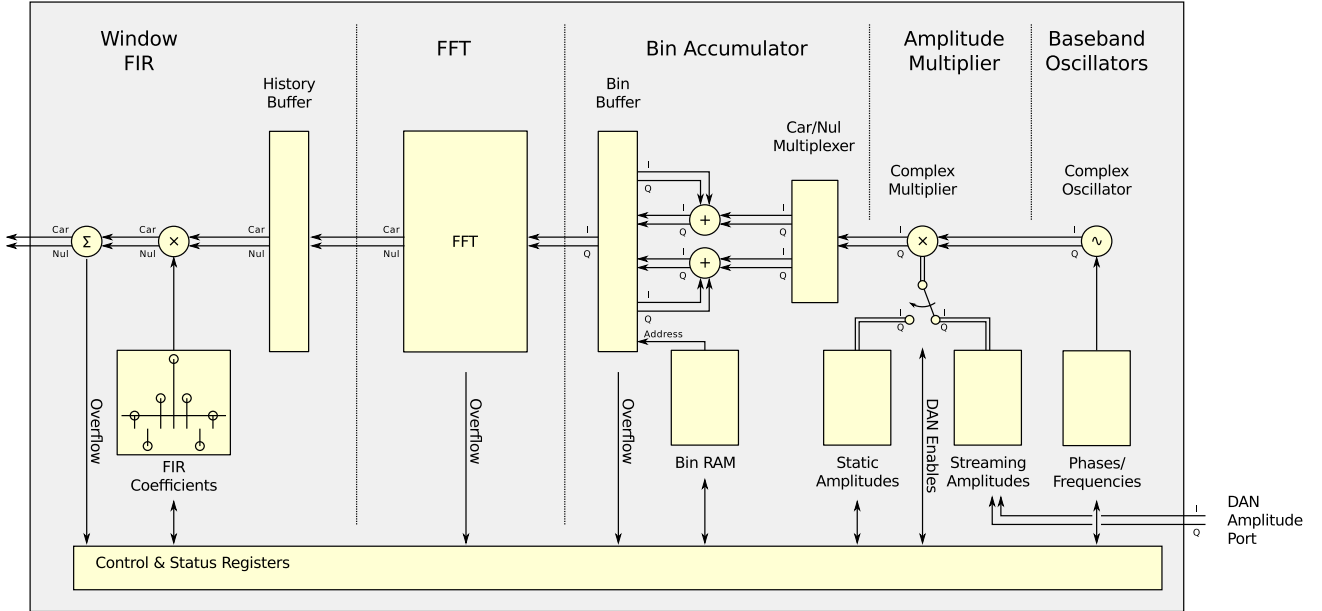 Window
FIR
FFT
Bin Accumulator
Amplitude
Multiplier
Baseband
Oscillators
History
Buffer
Bin
Buffer
Car/Nul
Multiplexer
Complex
Multiplier
Complex
Oscillator
I
Q
I
Q
I
Q
Car
Nul
Σ
Car
Nul
×
Car
Nul
Car
Nul
FFT
I
Q
+
I
Q
×
I
Q
∿
I
Q
+
I
Q
I
Q
Address
I
Q
I
Q
Overflow
Overflow
Overflow
DAN Enables
FIR
Coefficients
Bin RAM
Static
Amplitudes
Streaming
Amplitudes
Phases/
Frequencies
I
Q
DAN
Amplitude
Port
Control & Status Registers